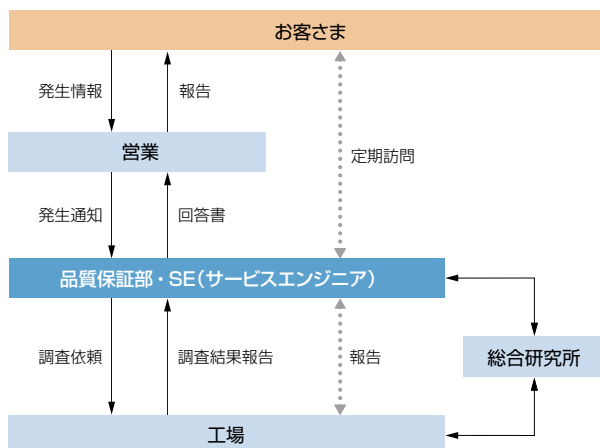 お客さま
発生情報
報告
営業
定期訪問
発生通知
回答書
品質保証部・SE(サービスエンジニア)
調査依頼
調査結果報告
報告
総合研究所
工場